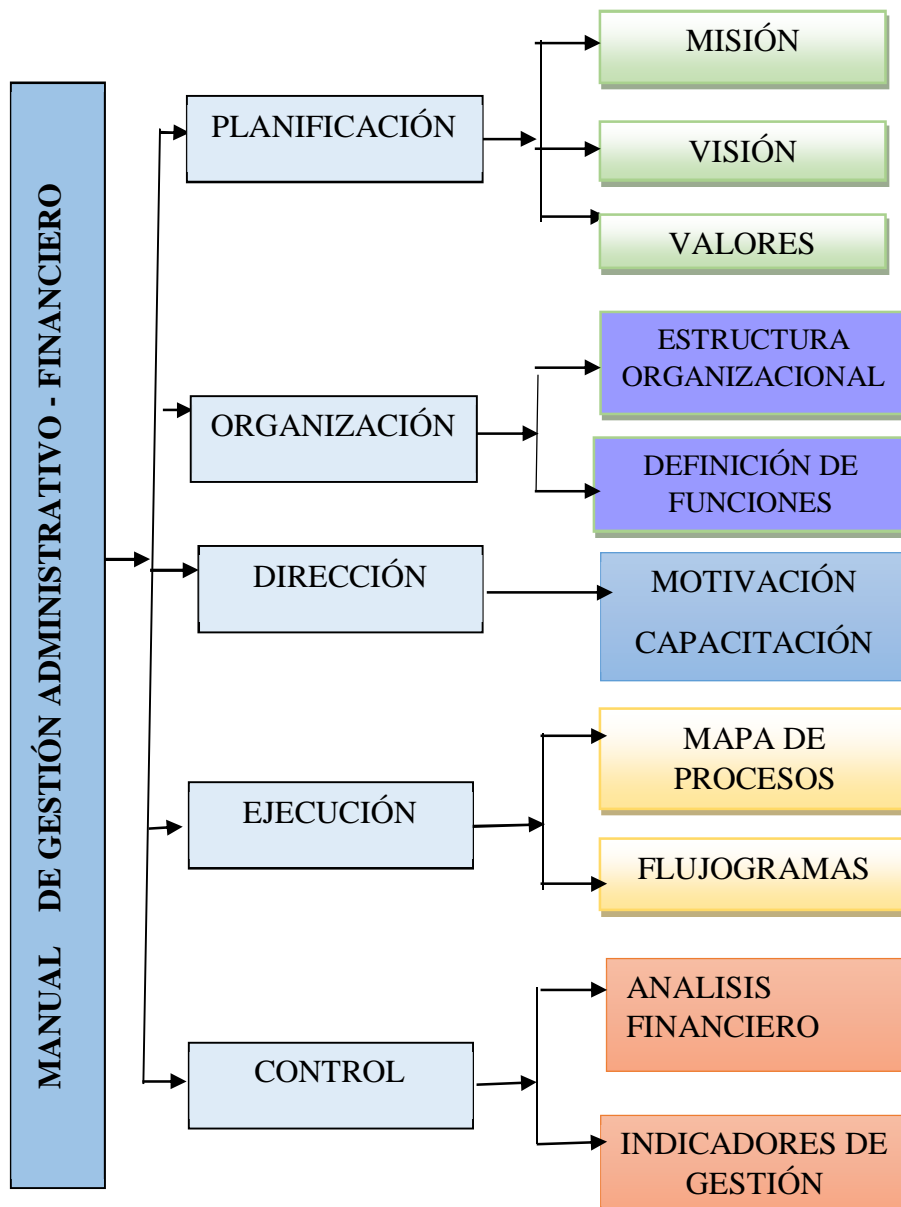 MANUAL DE GESTIÓN ADMINISTRATIVO - FINANCIERO
PLANIFICACIÓN
MISIÓN
VISIÓN
VALORES
ORGANIZACIÓN
ESTRUCTURA
ORGANIZACIONAL
DEFINICIÓN DE
FUNCIONES
DIRECCIÓN
MOTIVACIÓN
CAPACITACIÓN
EJECUCIÓN
MAPA DE
PROCESOS
FLUJOGRAMAS
CONTROL
ANALISIS
FINANCIERO
INDICADORES DE
GESTIÓN